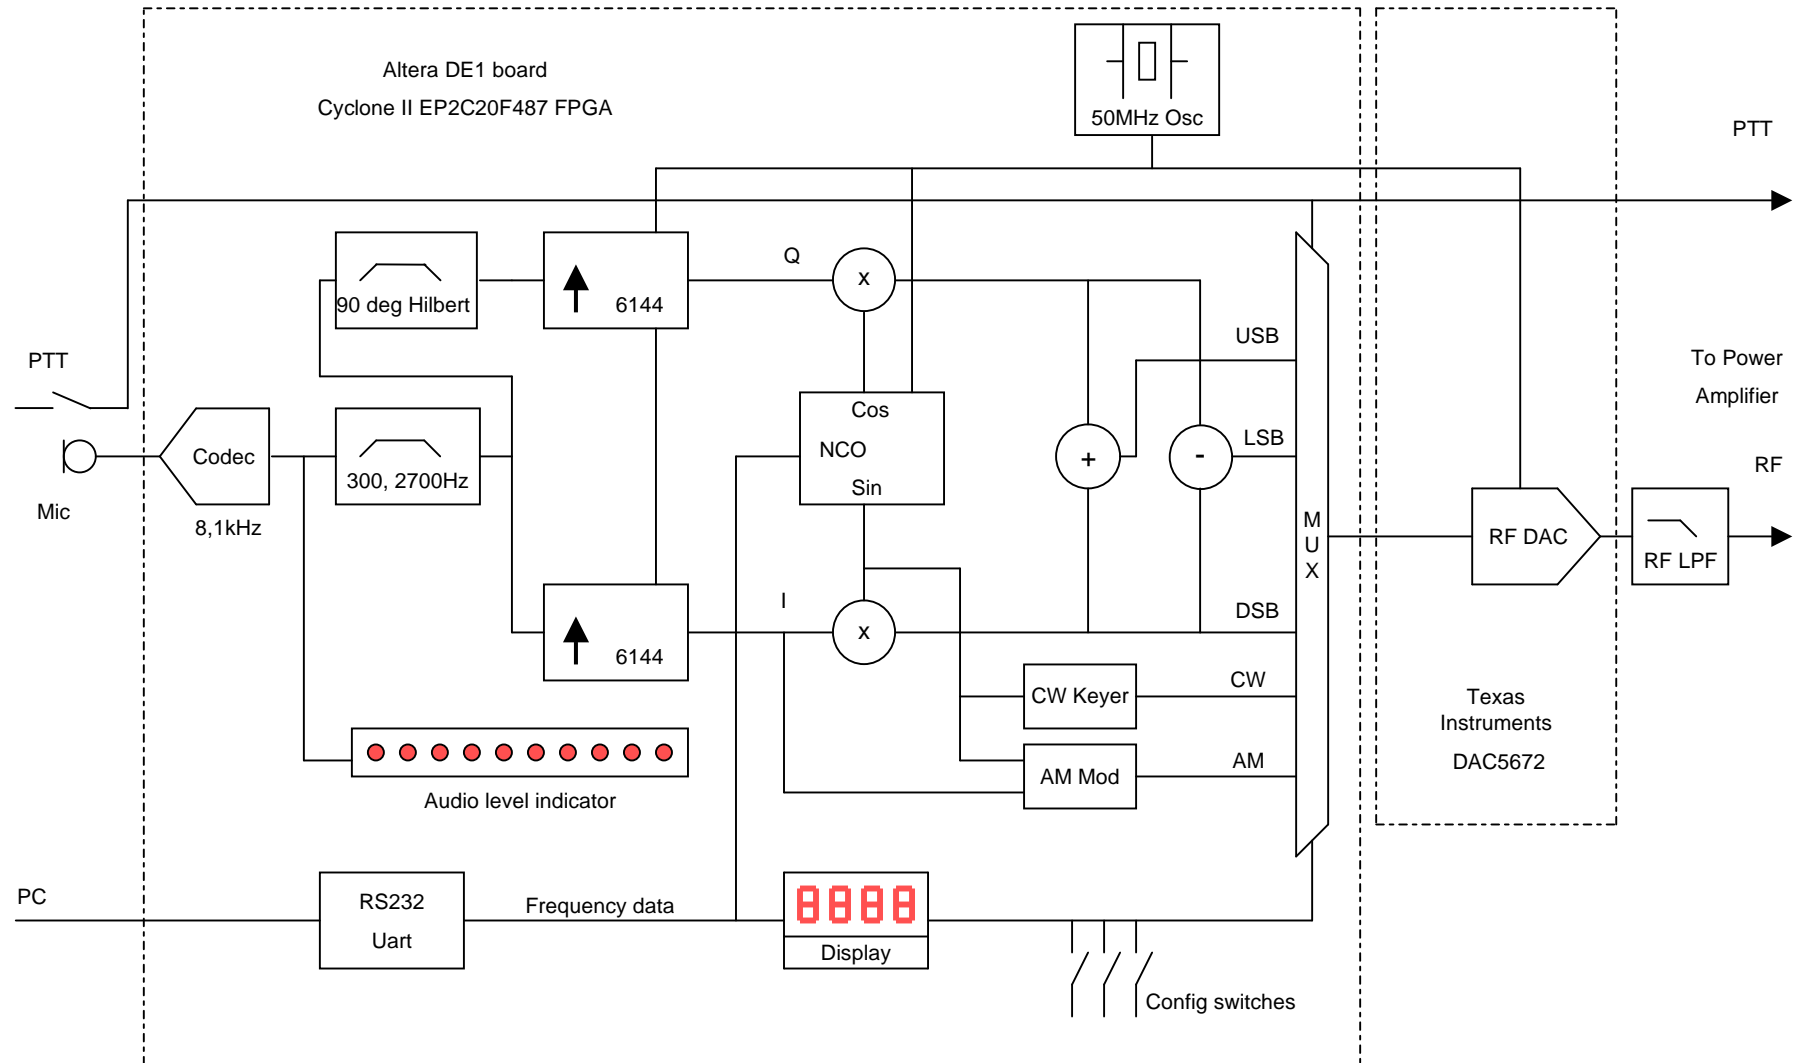 Altera DE1 board
Cyclone II EP2C20F487 FPGA
50MHz Osc
PTT
90 deg Hilbert
6144
Q
x
USB
PTT
To Power
Amplifier
Cos
NCO
Sin
Codec
300, 2700Hz
+
-
LSB
RF
Mic
8,1kHz
M
U
X
RF DAC
RF LPF
I
x
DSB
6144
CW Keyer
CW
Texas
Instruments
DAC5672
AM Mod
AM
Audio level indicator
PC
RS232
Uart
Frequency data
8888
Display
Config switches